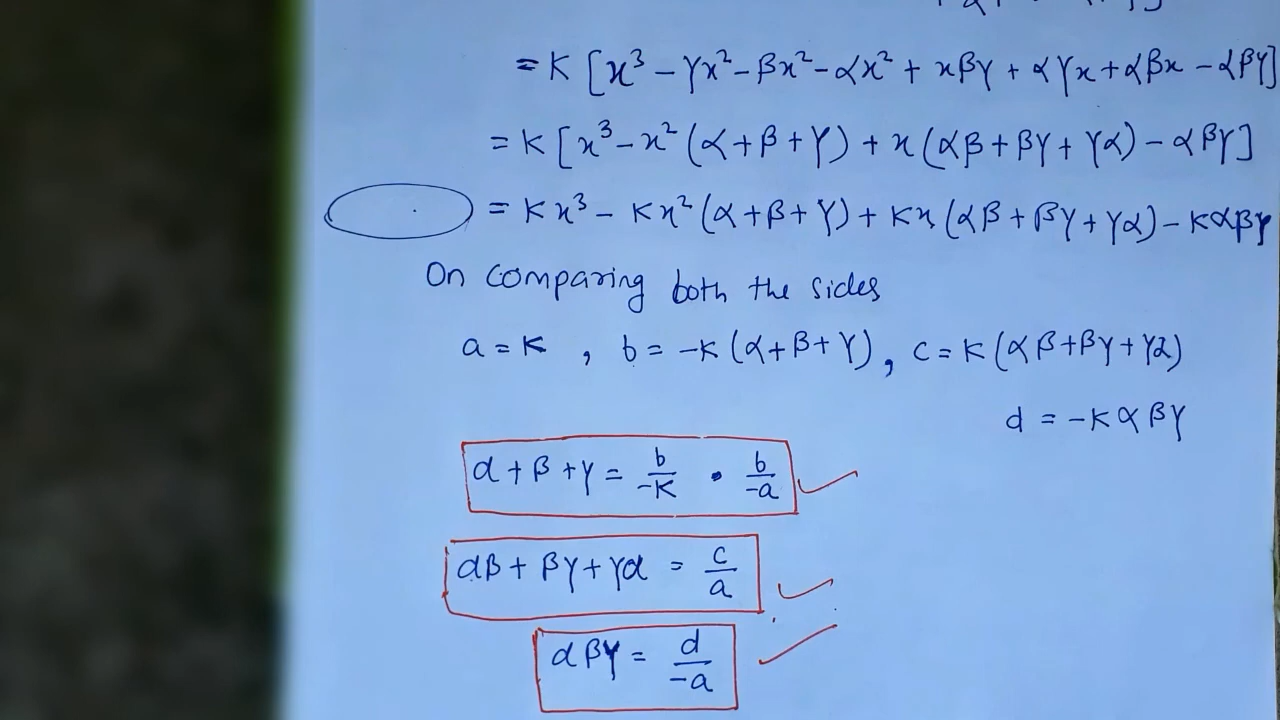 = K [x³ - γx² - βx² - αx² + xβγ + αγx + αβx - αβγ]
= K [x³ - x² (α + β + γ) + x (αβ + βγ + γα) - αβγ]
= Kx³ - Kx² (α + β + γ) + Kx (αβ + βγ + γα) - Kαβγ
On comparing both the sides
a = K , b = -K (α + β + γ), c = K (αβ + βγ + γα)
d = -K αβγ
α + β + γ = b/-K • b/-a
αβ + βγ + γα = c/a
αβγ = d/-a